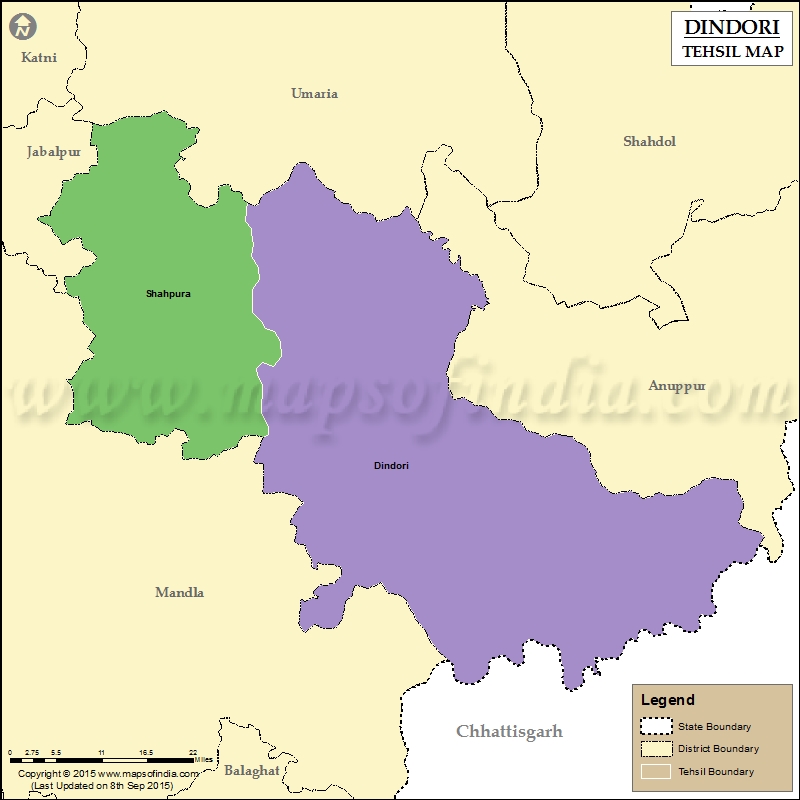 DINDORI
TEHSIL MAP
N
Katni
Umaria
Shahdol
Jabalpur
Shahpura
Anuppur
www.mapsofindia.com
Dindori
Mandla
Chhattisgarh
Balaghat
Legend
State Boundary
District Boundary
Tehsil Boundary
0 2.75 5.5 11 16.5 22
Miles
Copyright © 2015 www.mapsofindia.com
(Last Updated on 8th Sep 2015)